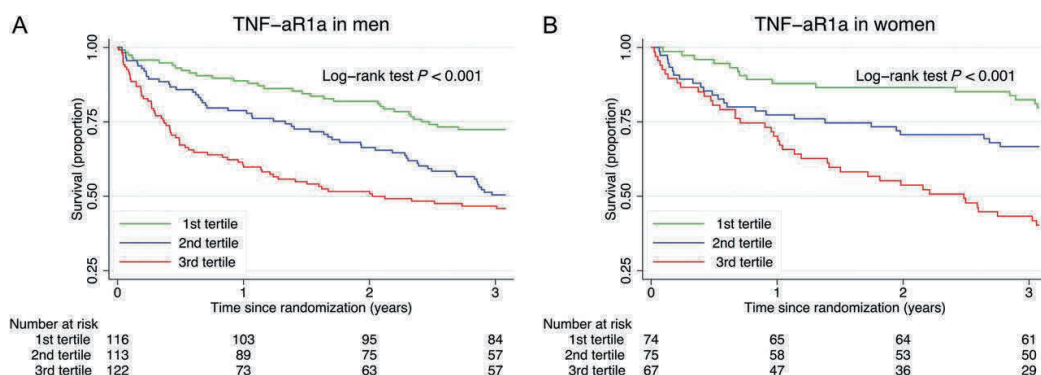 A
TNF-aR1a in men
Log-rank test P < 0.001
Survival (proportion)
1.00
0.75
0.50
0.25
1st tertile
2nd tertile
3rd tertile
0 1 2 3
Time since randomization (years)
Number at risk
1st tertile 116 103 95 84
2nd tertile 113 89 75 57
3rd tertile 122 73 63 57
B
TNF-aR1a in women
Log-rank test P < 0.001
Survival (proportion)
1.00
0.75
0.50
0.25
1st tertile
2nd tertile
3rd tertile
0 1 2 3
Time since randomization (years)
Number at risk
1st tertile 74 65 64 61
2nd tertile 75 58 53 50
3rd tertile 67 47 36 29